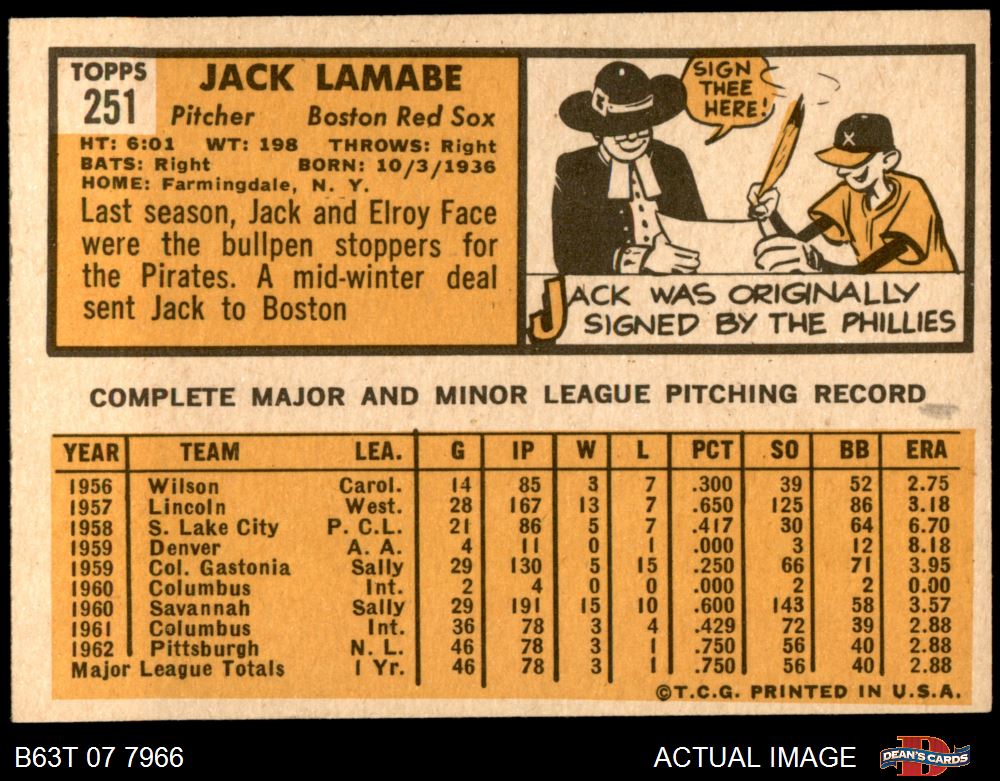 TOPPS
251
JACK LAMABE
Pitcher Boston Red Sox
HT: 6:01 WT: 198 THROWS: Right
BATS: Right BORN: 10/3/1936
HOME: Farmingdale, N. Y.
Last season, Jack and Elroy Face
were the bullpen stoppers for
the Pirates. A mid-winter deal
sent Jack to Boston
SIGN
THEE
HERE!
JACK WAS ORIGINALLY
SIGNED BY THE PHILLIES
COMPLETE MAJOR AND MINOR LEAGUE PITCHING RECORD
YEAR TEAM LEA. G IP W L PCT SO BB ERA
1956 Wilson Carol. 14 85 3 7 .300 39 52 2.75
1957 Lincoln West. 28 167 13 7 .650 125 86 3.18
1958 S. Lake City P. C.L. 21 86 5 7 .417 30 64 6.70
1959 Denver A. A. 4 11 0 1 .000 3 12 8.18
1959 Col. Gastonia Sally 29 130 5 15 .250 66 71 3.95
1960 Columbus Int. 2 4 0 0 .000 2 2 0.00
1960 Savannah Sally 29 191 15 10 .600 143 58 3.57
1961 Columbus Int. 36 78 3 4 .429 72 39 2.88
1962 Pittsburgh N. L. 46 78 3 1 .750 56 40 2.88
Major League Totals 1 Yr. 46 78 3 1 .750 56 40 2.88
©T.C.G. PRINTED IN U.S.A.
B63T 07 7966
ACTUAL IMAGE
DEAN'S CARDS